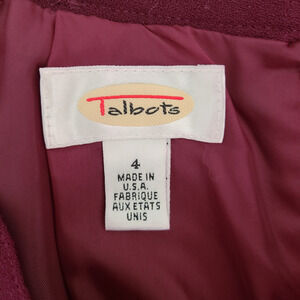 Talbots
4
MADE IN
U.S.A.
FABRIQUE
AUX ETATS
UNIS